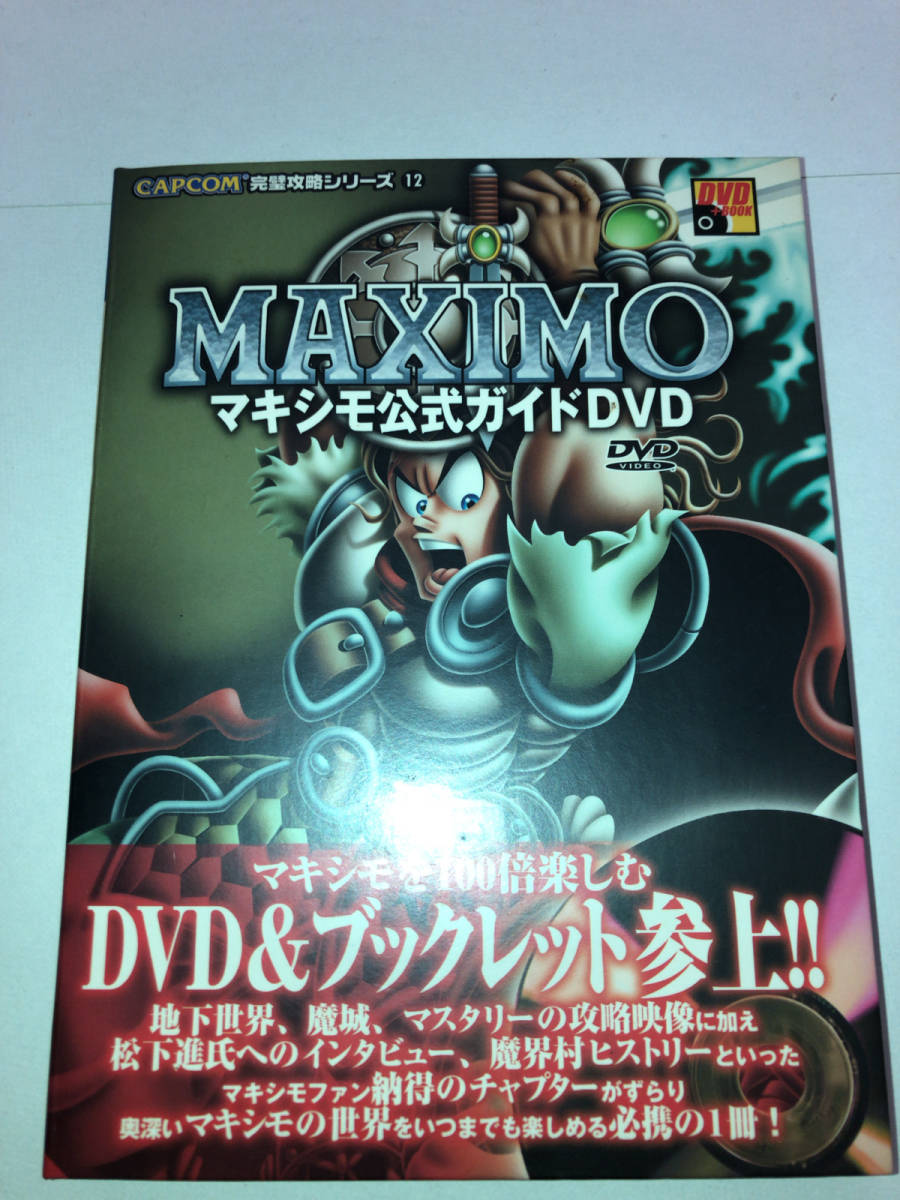 CAPCOM® 完璧攻略シリーズ 12
DVD
+BOOK
MAXIMO
マキシモ公式ガイドDVD
DVD
VIDEO
マキシモを100倍楽しむ
DVD&ブックレット参上!!
地下世界、魔城、マスタリーの攻略映像に加え
松下進氏へのインタビュー、魔界村ヒストリーといった
マキシモファン納得のチャプターがずらり
奥深いマキシモの世界をいつまでも楽しめる必携の1冊!